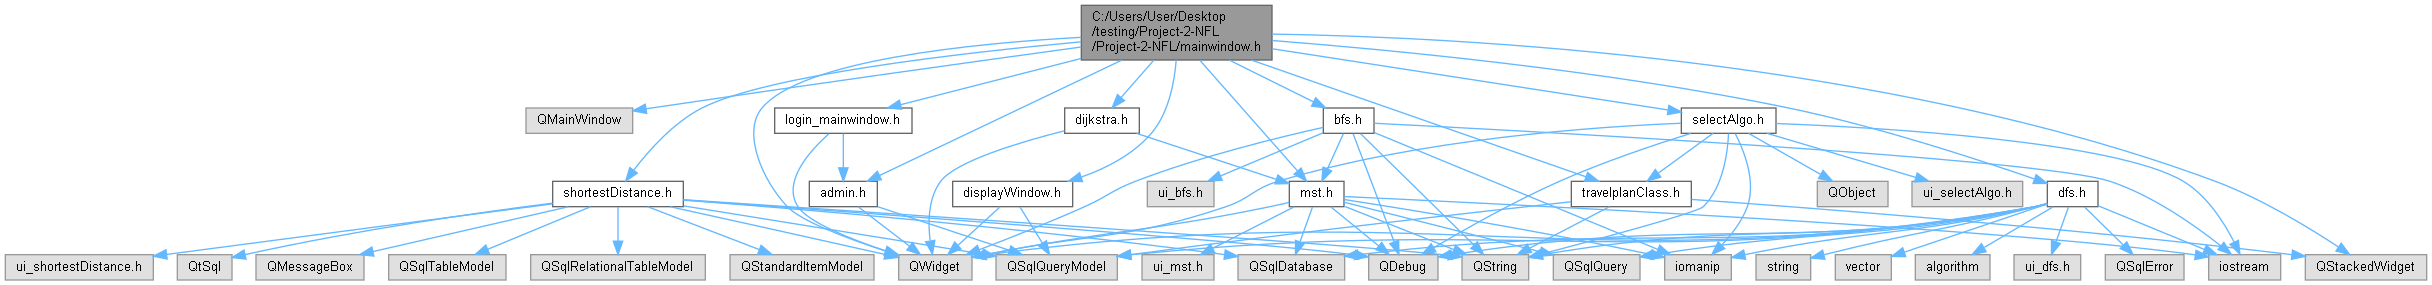 C:/Users/User/Desktop
/testing/Project-2-NFL
/Project-2-NFL/mainwindow.h
QMainWindow
login_mainwindow.h
dijkstra.h
bfs.h
selectAlgo.h
shortestDistance.h
admin.h
displayWindow.h
ui_bfs.h
mst.h
travelplanClass.h
QObject
ui_selectAlgo.h
dfs.h
ui_shortestDistance.h
QtSql
QMessageBox
QSqlTableModel
QSqlRelationalTableModel
QStandardItemModel
QWidget
QSqlQueryModel
ui_mst.h
QSqlDatabase
QDebug
QString
QSqlQuery
iomanip
string
vector
algorithm
ui_dfs.h
QSqlError
iostream
QStackedWidget